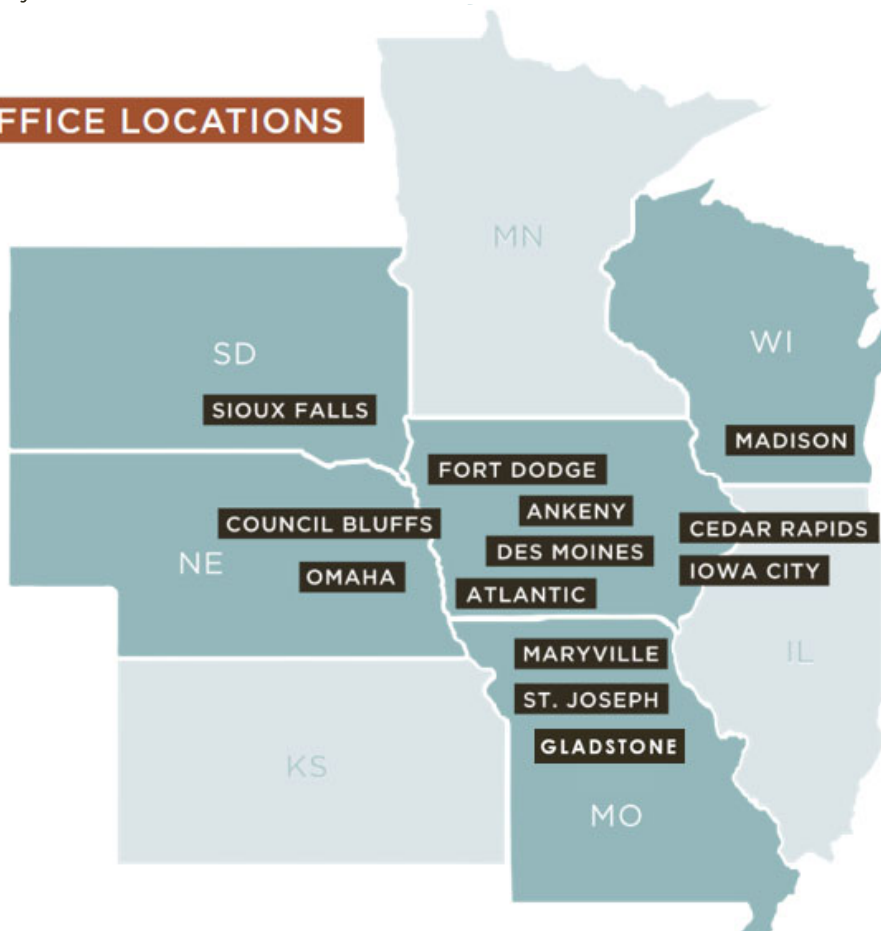 FFICE LOCATIONS
MN
WI
SD
SIOUX FALLS
MADISON
FORT DODGE
ANKENY
COUNCIL BLUFFS
CEDAR RAPIDS
DES MOINES
NE
IOWA CITY
OMAHA
ATLANTIC
MARYVILLE
IL
ST. JOSEPH
GLADSTONE
KS
MO